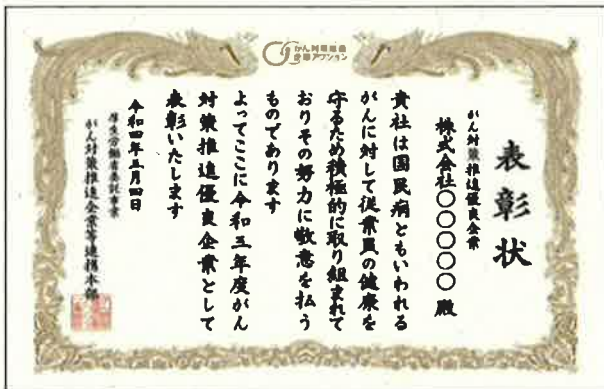 がん対策推進
企業アクション
表彰状
がん対策推進優良企業
株式会社○○○○○ 殿
貴社は国民病ともいわれる
がんに対して従業員の健康を
守るため積極的に取り組まれて
おりその努力に敬意を払う
ものであります
よってここに令和三年度がん
対策推進優良企業として
表彰いたします
令和四年三月四日
厚生労働省委託事業
がん対策推進企業等連携本部